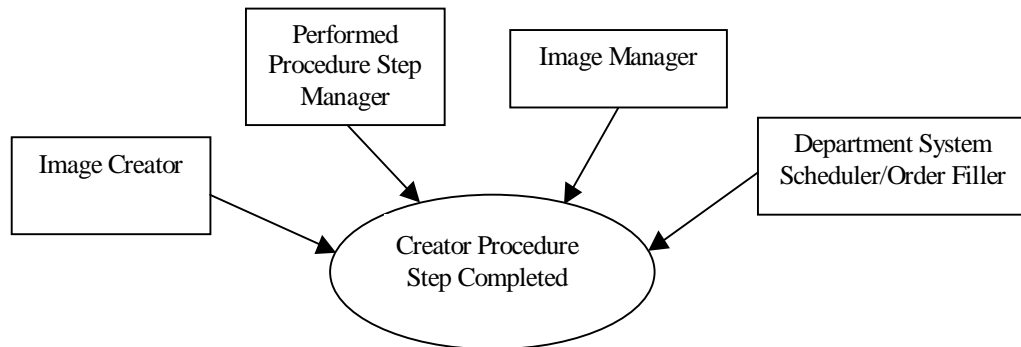 Performed
Procedure Step
Manager
Image Manager
Image Creator
Department System
Scheduler/Order Filler
Creator Procedure
Step Completed